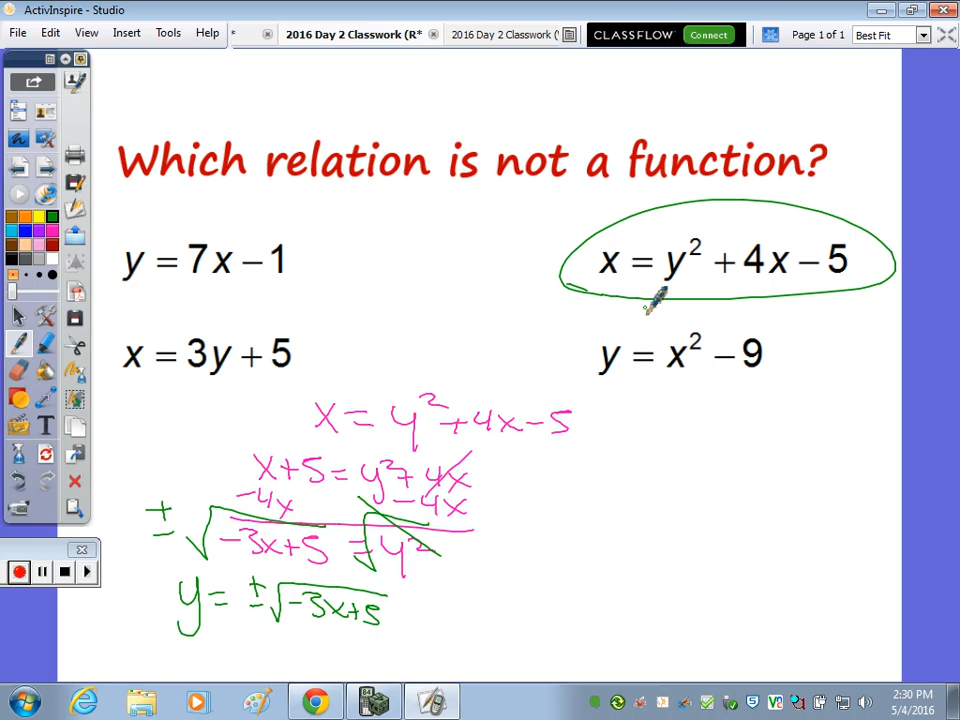 ActivInspire - Studio
File Edit View Insert Tools Help
2016 Day 2 Classwork (R*
2016 Day 2 Classwork (\
CLASSFLOW Connect
Page 1 of 1
Best Fit
Which relation is not a function?
y = 7x − 1
x = y² + 4x − 5
x = 3y + 5
y = x² − 9
x = y² + 4x − 5
x + 5 = y² + 4x
−4x −4x
± √−3x+5 = √y²
y = ± √−3x+5
2:30 PM
5/4/2016